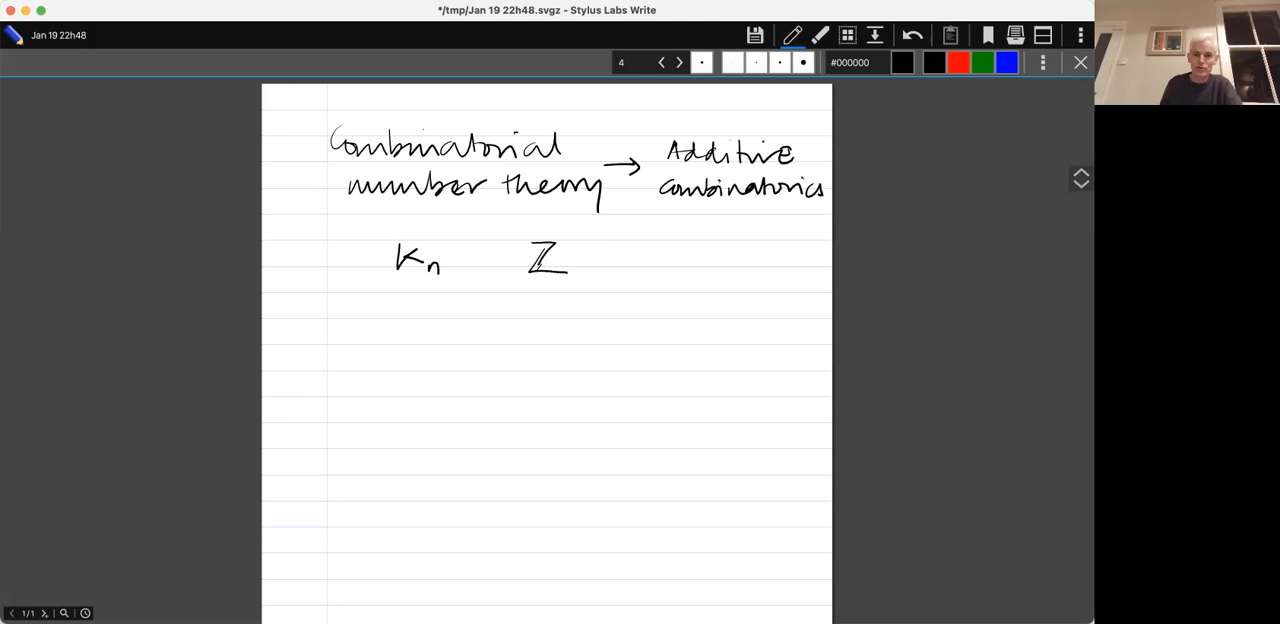 */tmp/Jan 19 22h48.svgz - Stylus Labs Write
Jan 19 22h48
4
#000000
Combinatorial
number theory → Additive
combinatorics
Kn ℤ
1/1